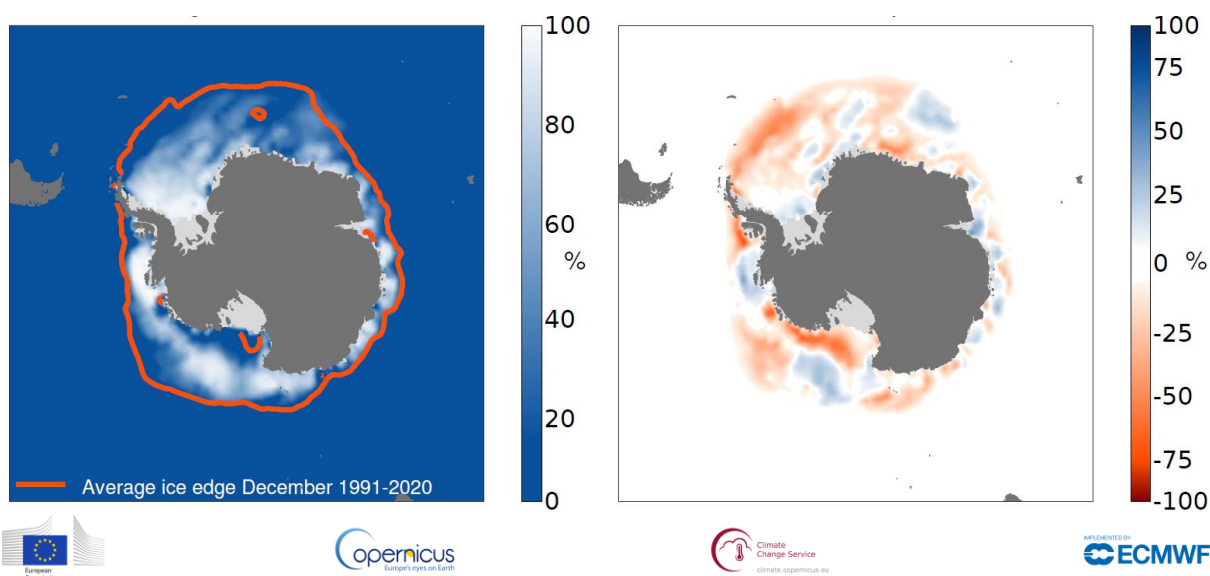 100
80
60
%
40
20
0
Average ice edge December 1991-2020
100
75
50
25
0 %
-25
-50
-75
-100
European
opernicus
Europe's eyes on Earth
Climate
Change Service
climate.copernicus.eu
IMPLEMENTED BY
ECMWF